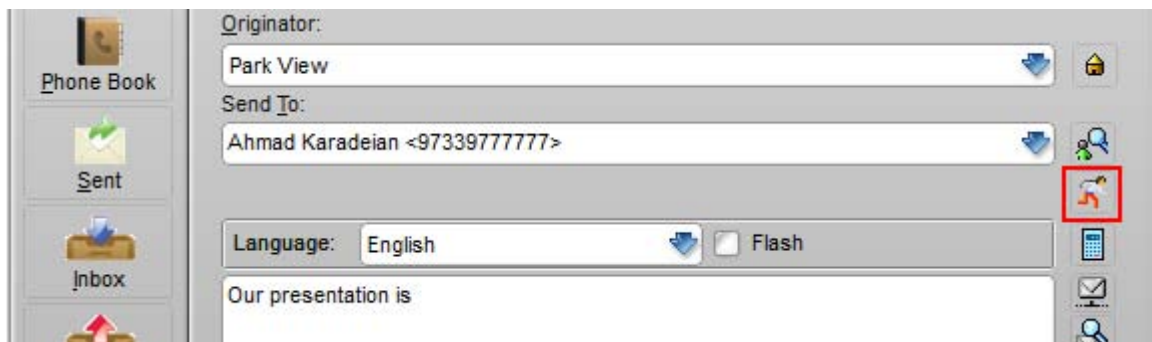 Originator:
Phone Book
Park View
Send To:
Ahmad Karadeian <97339777777>
Sent
Language: English Flash
Inbox
Our presentation is